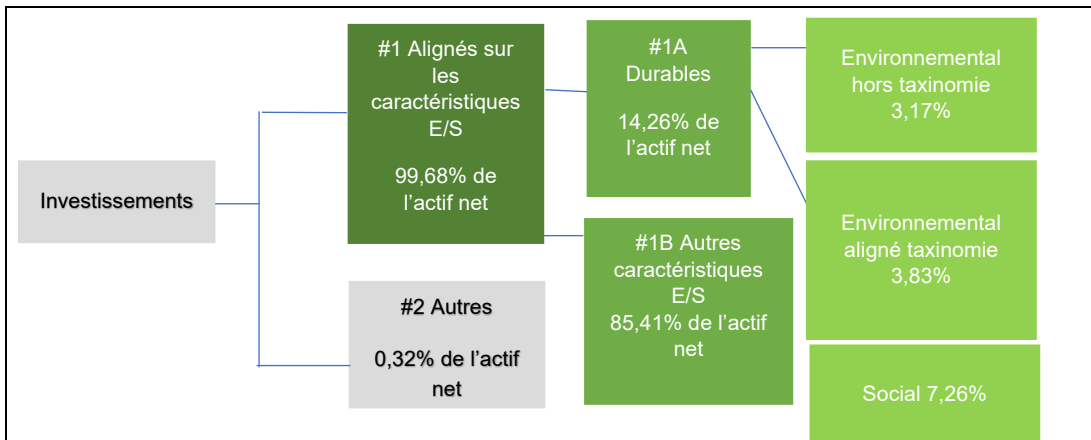 Investissements
#1 Alignés sur
les
caractéristiques
E/S
99,68% de
l’actif net
#2 Autres
0,32% de l’actif
net
#1A
Durables
14,26% de
l’actif net
#1B Autres
caractéristiques
E/S
85,41% de l’actif
net
Environnemental
hors taxinomie
3,17%
Environnemental
aligné taxinomie
3,83%
Social 7,26%